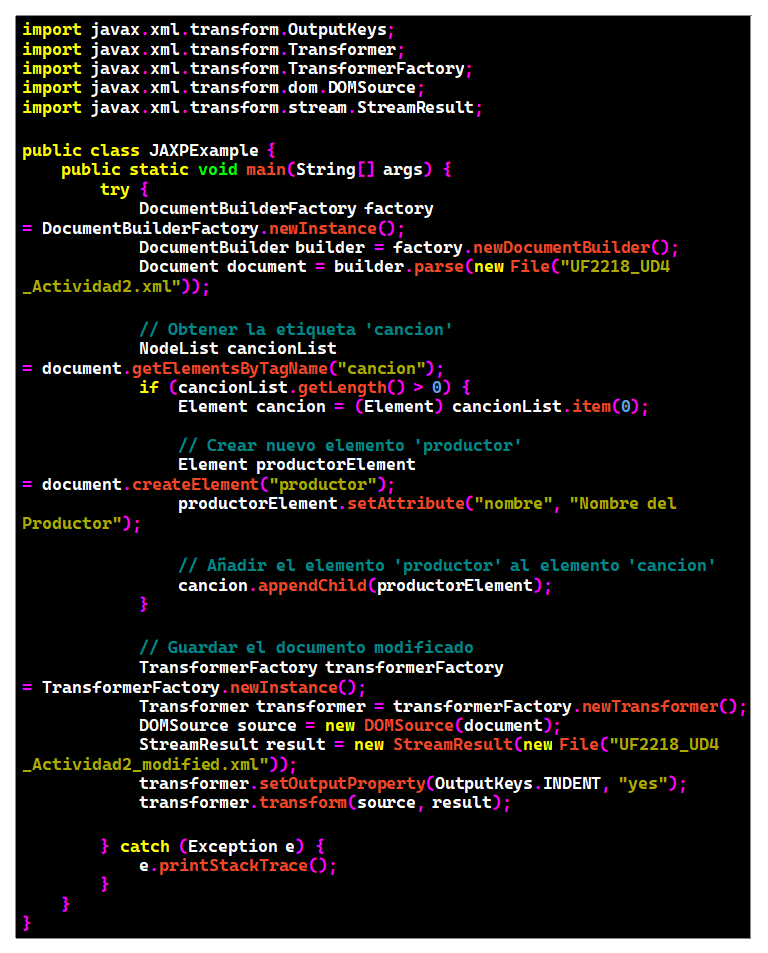 import javax.xml.transform.OutputKeys;
import javax.xml.transform.Transformer;
import javax.xml.transform.TransformerFactory;
import javax.xml.transform.dom.DOMSource;
import javax.xml.transform.stream.StreamResult;

public class JAXPExample {
    public static void main(String[] args) {
        try {
            DocumentBuilderFactory factory
= DocumentBuilderFactory.newInstance();
            DocumentBuilder builder = factory.newDocumentBuilder();
            Document document = builder.parse(new File("UF2218_UD4
_Actividad2.xml"));

            // Obtener la etiqueta 'cancion'
            NodeList cancionList
= document.getElementsByTagName("cancion");
            if (cancionList.getLength() > 0) {
                Element cancion = (Element) cancionList.item(0);

                // Crear nuevo elemento 'productor'
                Element productorElement
= document.createElement("productor");
                productorElement.setAttribute("nombre", "Nombre del
Productor");

                // Añadir el elemento 'productor' al elemento 'cancion'
                cancion.appendChild(productorElement);
            }

            // Guardar el documento modificado
            TransformerFactory transformerFactory
= TransformerFactory.newInstance();
            Transformer transformer = transformerFactory.newTransformer();
            DOMSource source = new DOMSource(document);
            StreamResult result = new StreamResult(new File("UF2218_UD4
_Actividad2_modified.xml"));
            transformer.setOutputProperty(OutputKeys.INDENT, "yes");
            transformer.transform(source, result);

        } catch (Exception e) {
            e.printStackTrace();
        }
    }
}